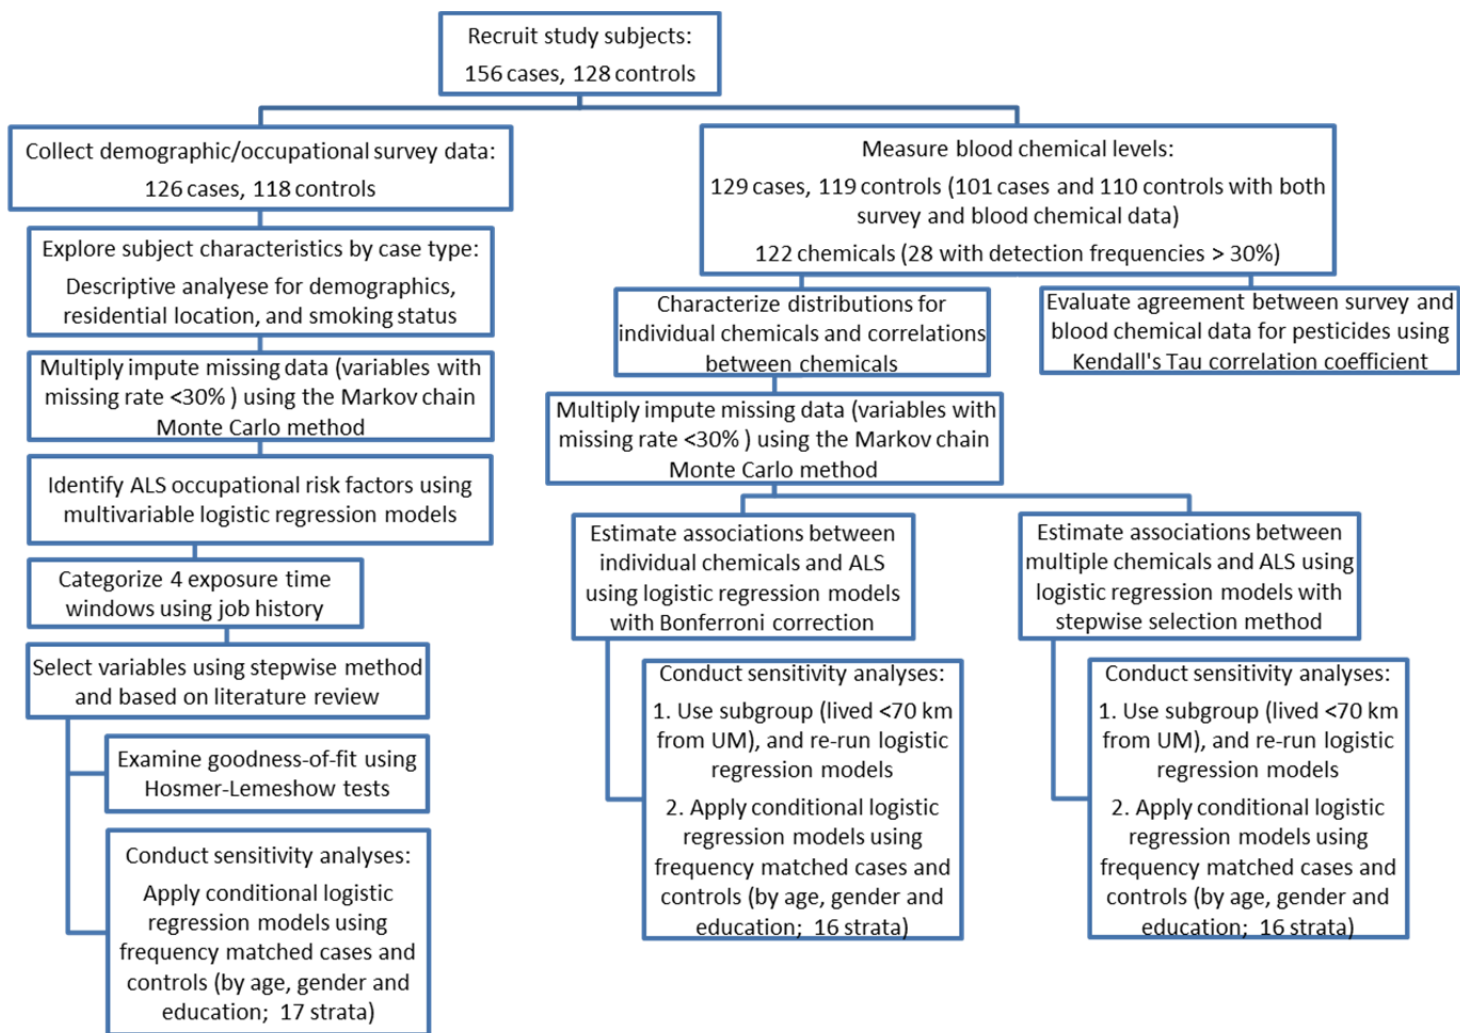 Recruit study subjects:
156 cases, 128 controls
Collect demographic/occupational survey data:
126 cases, 118 controls
Explore subject characteristics by case type:
Descriptive analyese for demographics,
residential location, and smoking status
Multiply impute missing data (variables with
missing rate <30% ) using the Markov chain
Monte Carlo method
Identify ALS occupational risk factors using
multivariable logistic regression models
Categorize 4 exposure time
windows using job history
Select variables using stepwise method
and based on literature review
Examine goodness-of-fit using
Hosmer-Lemeshow tests
Conduct sensitivity analyses:
Apply conditional logistic
regression models using
frequency matched cases and
controls (by age, gender and
education;  17 strata)
Measure blood chemical levels:
129 cases, 119 controls (101 cases and 110 controls with both
survey and blood chemical data)
122 chemicals (28 with detection frequencies > 30%)
Characterize distributions for
individual chemicals and correlations
between chemicals
Evaluate agreement between survey and
blood chemical data for pesticides using
Kendall's Tau correlation coefficient
Multiply impute missing data (variables with
missing rate <30% ) using the Markov chain
Monte Carlo method
Estimate associations between
individual chemicals and ALS
using logistic regression models
with Bonferroni correction
Conduct sensitivity analyses:
1. Use subgroup (lived <70 km
from UM), and re-run logistic
regression models
2. Apply conditional logistic
regression models using
frequency matched cases and
controls (by age, gender and
education;  16 strata)
Estimate associations between
multiple chemicals and ALS using
logistic regression models with
stepwise selection method
Conduct sensitivity analyses:
1. Use subgroup (lived <70 km
from UM), and re-run logistic
regression models
2. Apply conditional logistic
regression models using
frequency matched cases and
controls (by age, gender and
education;  16 strata)